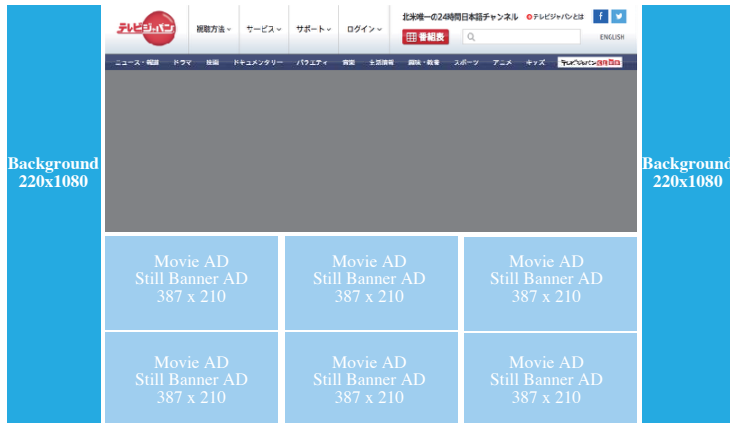 テレビジャパン
視聴方法
サービス
サポート
ログイン
北米唯一の24時間日本語チャンネル
テレビジャパンとは
番組表
ENGLISH
ニュース・報道 ドラマ 映画 ドキュメンタリー バラエティ 音楽 生活情報 趣味・教養 スポーツ アニメ キッズ テレビジャパン
Background
220x1080
Background
220x1080
Movie AD
Still Banner AD
387 x 210
Movie AD
Still Banner AD
387 x 210
Movie AD
Still Banner AD
387 x 210
Movie AD
Still Banner AD
387 x 210
Movie AD
Still Banner AD
387 x 210
Movie AD
Still Banner AD
387 x 210